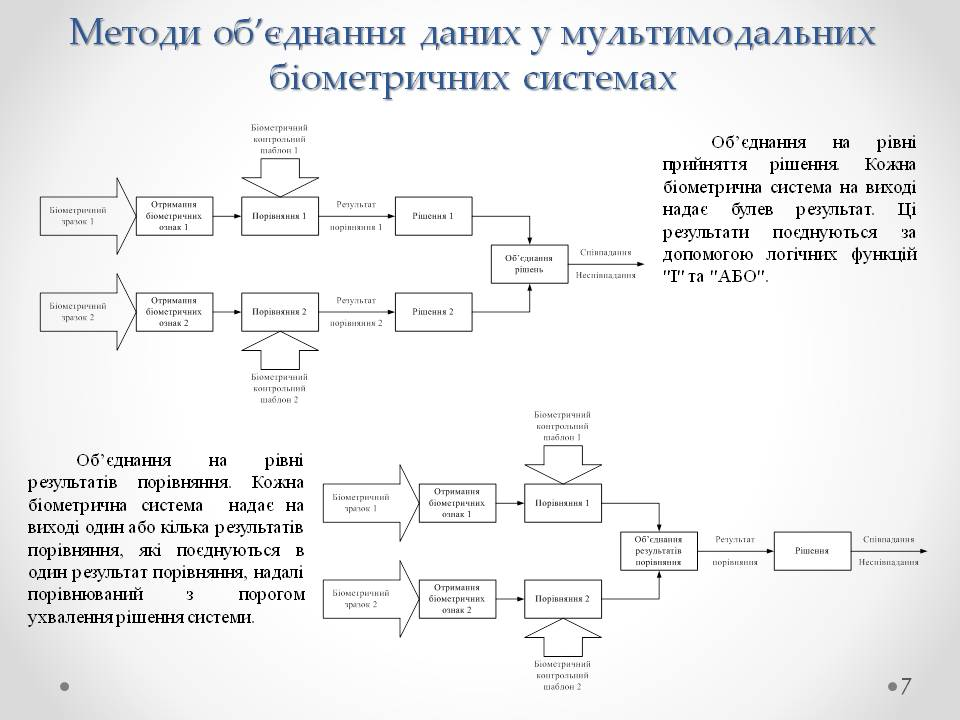 Методи об’єднання даних у мультимодальних
біометричних системах
Біометричний
контрольний
шаблон 1
Біометричний
зразок 1
Отримання
біометричних
ознак 1
Порівняння 1
Результат
порівняння 1
Рішення 1
Об’єднання
рішень
Співпадання
Неспівпадання
Біометричний
зразок 2
Отримання
біометричних
ознак 2
Порівняння 2
Результат
порівняння 2
Рішення 2
Біометричний
контрольний
шаблон 2
Об’єднання на рівні
прийняття рішення. Кожна
біометрична система на виході
надає булев результат. Ці
результати поєднуються за
допомогою логічних функцій
"І" та "АБО".
Об’єднання на рівні
результатів порівняння. Кожна
біометрична система надає на
виході один або кілька результатів
порівняння, які поєднуються в
один результат порівняння, надалі
порівнюваний з порогом
ухвалення рішення системи.
Біометричний
контрольний
шаблон 1
Біометричний
зразок 1
Отримання
біометричних
ознак 1
Порівняння 1
Об’єднання
результатів
порівняння
Результат
порівняння
Рішення
Співпадання
Неспівпадання
Біометричний
зразок 2
Отримання
біометричних
ознак 2
Порівняння 2
Біометричний
контрольний
шаблон 2
7